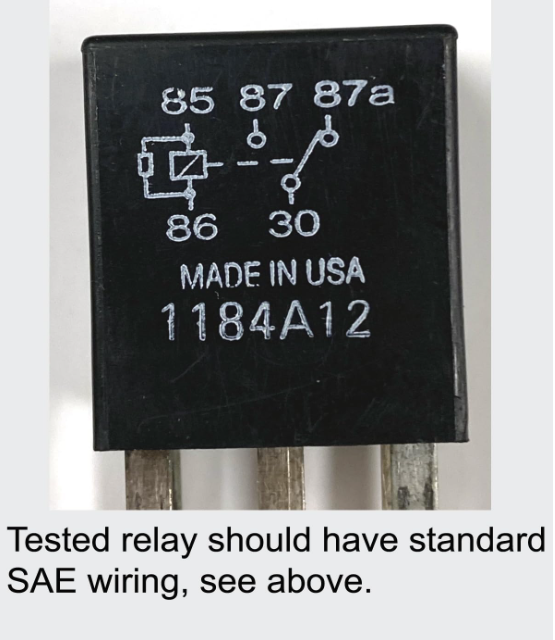 85 87 87a
86 30
MADE IN USA
1184A12
Tested relay should have standard
SAE wiring, see above.